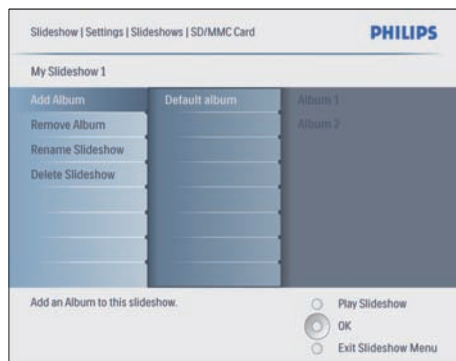 Slideshow | Settings | Slideshows | SD/MMC Card
PHILIPS
My Slideshow 1
Add Album
Default album
Album 1
Remove Album
Album 2
Rename Slideshow
Delete Slideshow
Add an Album to this slideshow.
Play Slideshow
OK
Exit Slideshow Menu